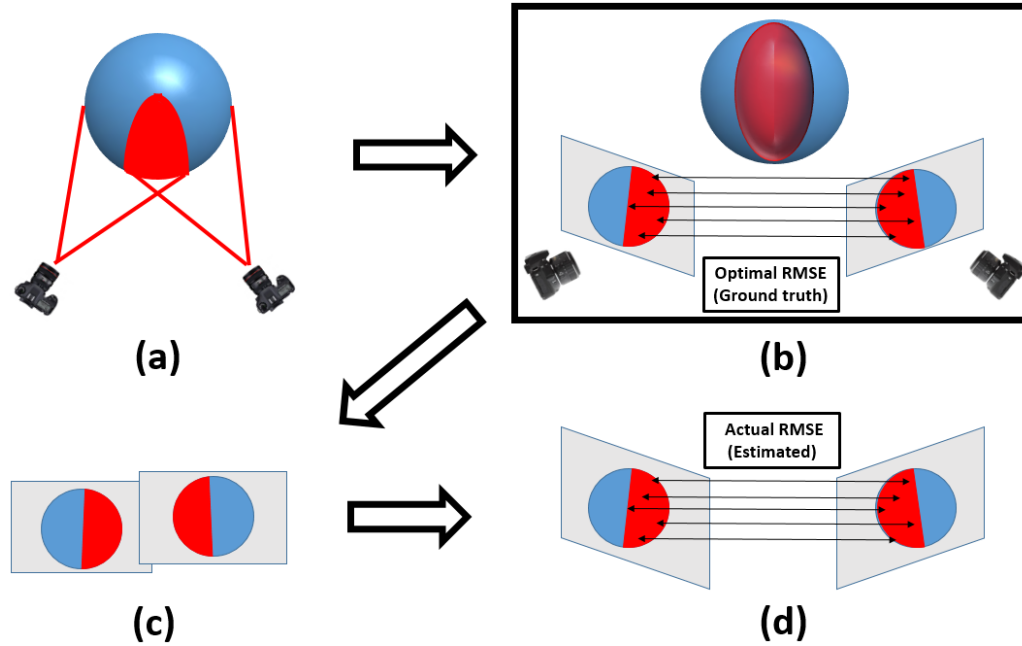 Optimal RMSE
(Ground truth)
(a)
(b)
Actual RMSE
(Estimated)
(c)
(d)